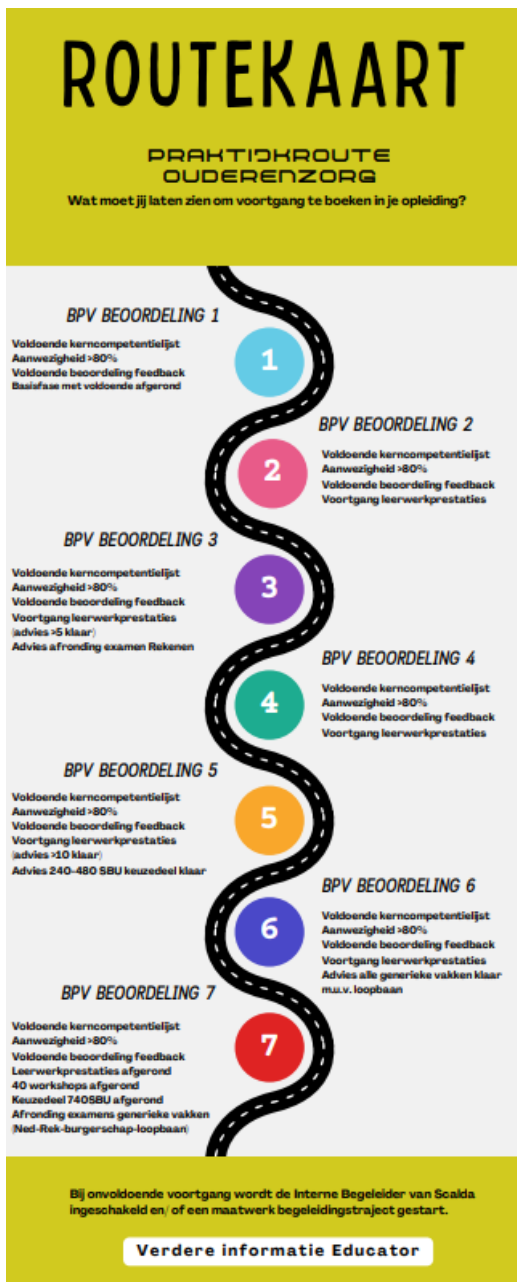 ROUTEKAART
PRAKTIJKROUTE
OUDERENZORG
Wat moet jij laten zien om voortgang te boeken in je opleiding?
BPV BEOORDELING 1
Voldoende kerncompetentielijst
Aanwezigheid >80%
Voldoende beoordeling feedback
Basisfase met voldoende afgerond
1
BPV BEOORDELING 2
Voldoende kerncompetentielijst
Aanwezigheid >80%
Voldoende beoordeling feedback
Voortgang leerwerkprestaties
2
BPV BEOORDELING 3
Voldoende kerncompetentielijst
Aanwezigheid >80%
Voldoende beoordeling feedback
Voortgang leerwerkprestaties
(advies >5 klaar)
Advies afronding examen Rekenen
3
BPV BEOORDELING 4
Voldoende kerncompetentielijst
Aanwezigheid >80%
Voldoende beoordeling feedback
Voortgang leerwerkprestaties
4
BPV BEOORDELING 5
Voldoende kerncompetentielijst
Aanwezigheid >80%
Voldoende beoordeling feedback
Voortgang leerwerkprestaties
(advies >10 klaar)
Advies 240-480 SBU keuzedeel klaar
5
BPV BEOORDELING 6
Voldoende kerncompetentielijst
Aanwezigheid >80%
Voldoende beoordeling feedback
Voortgang leerwerkprestaties
Advies alle generieke vakken klaar
m.u.v. loopbaan
6
BPV BEOORDELING 7
Voldoende kerncompetentielijst
Aanwezigheid >80%
Voldoende beoordeling feedback
Leerwerkprestaties afgerond
40 workshops afgerond
Keuzedeel 740SBU afgerond
Afronding examens generieke vakken
(Ned-Rek-burgerschap-loopbaan)
7
Bij onvoldoende voortgang wordt de Interne Begeleider van Scalda
ingeschakeld en/ of een maatwerk begeleidingstraject gestart.
Verdere informatie Educator